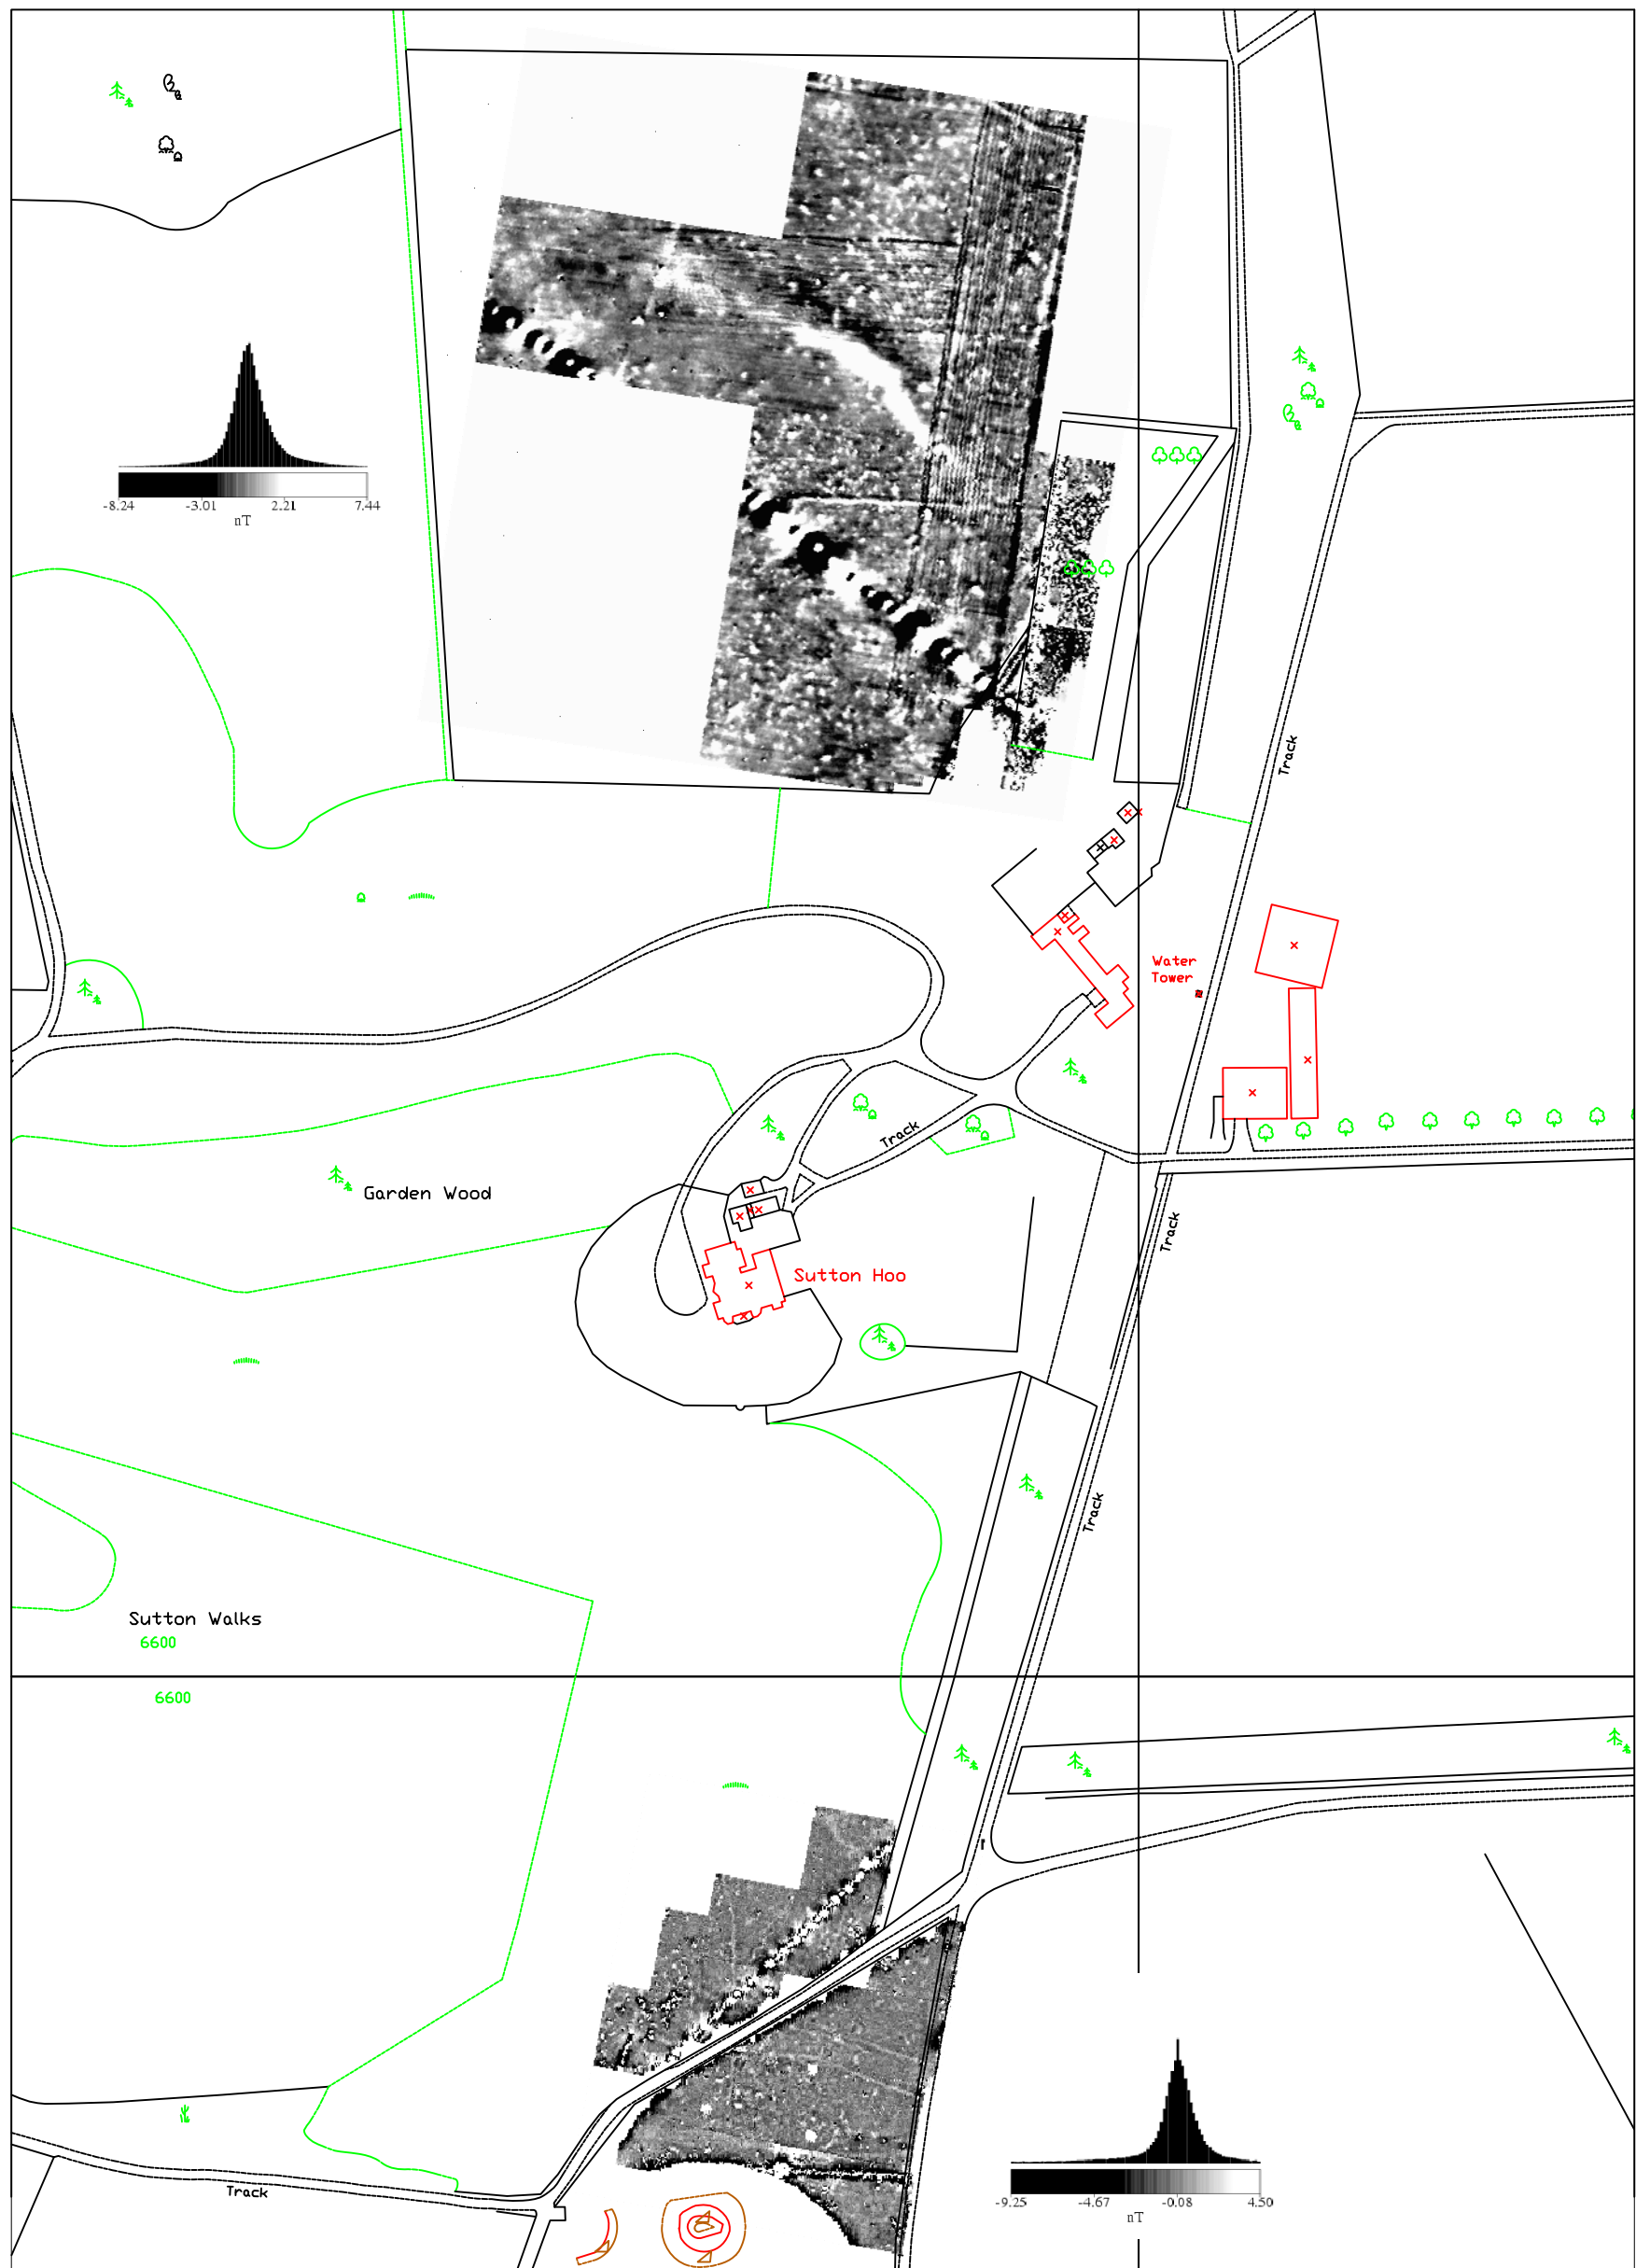 -8.24 -3.01 2.21 7.44
nT
Track
Water
Tower
Track
Garden Wood
Track
Sutton Hoo
Track
Sutton Walks
6600
6600
-9.25 -4.67 -0.08 4.50
nT
Track